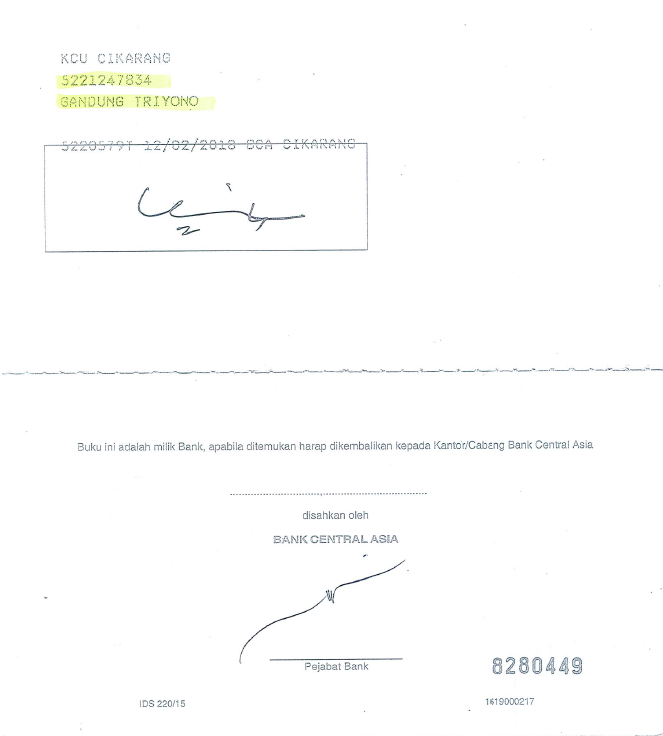 KCU CIKARANG
5221247834
GANDUNG TRIYONO
5220579T 12/02/2018 BCA CIKARANG
Buku ini adalah milik Bank, apabila ditemukan harap dikembalikan kepada Kantor/Cabang Bank Central Asia
disahkan oleh
BANK CENTRAL ASIA
Pejabat Bank
8280449
IDS 220/15
1619000217